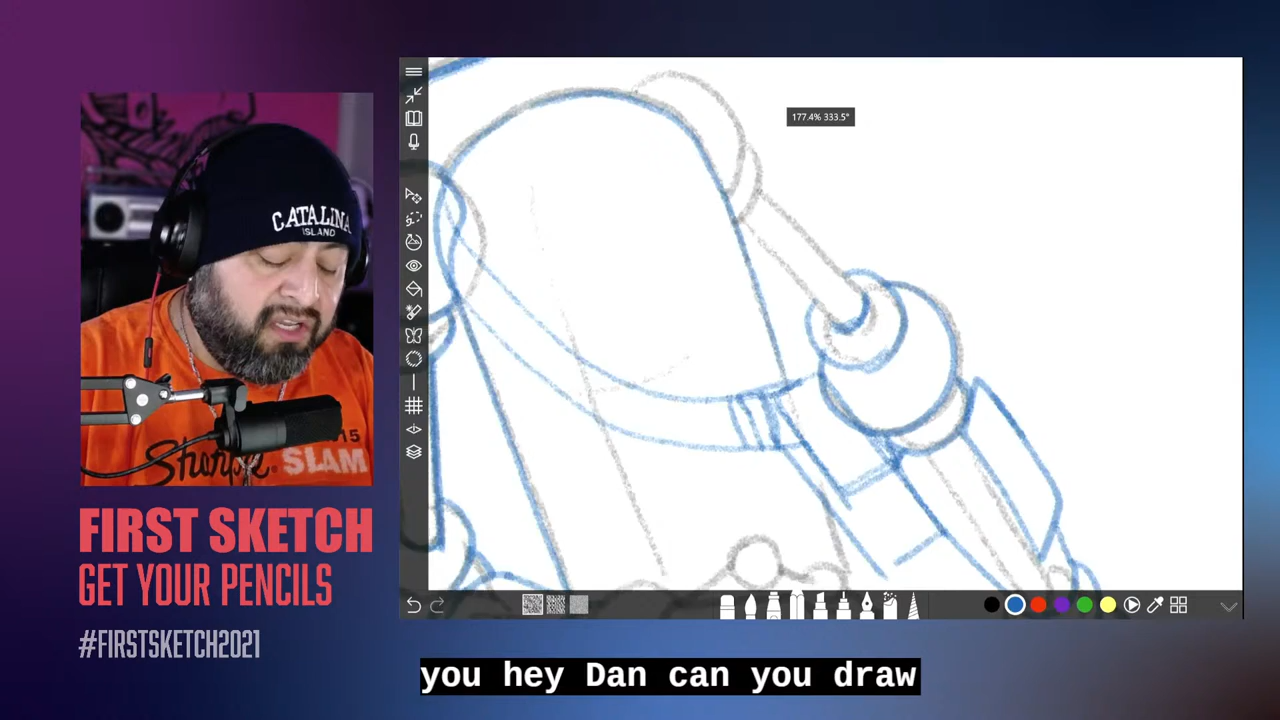 CATALINA
ISLAND
15
Sharpie SLAM
FIRST SKETCH
GET YOUR PENCILS
#FIRSTSKETCH2021
177.4% 333.5°
you hey Dan can you draw